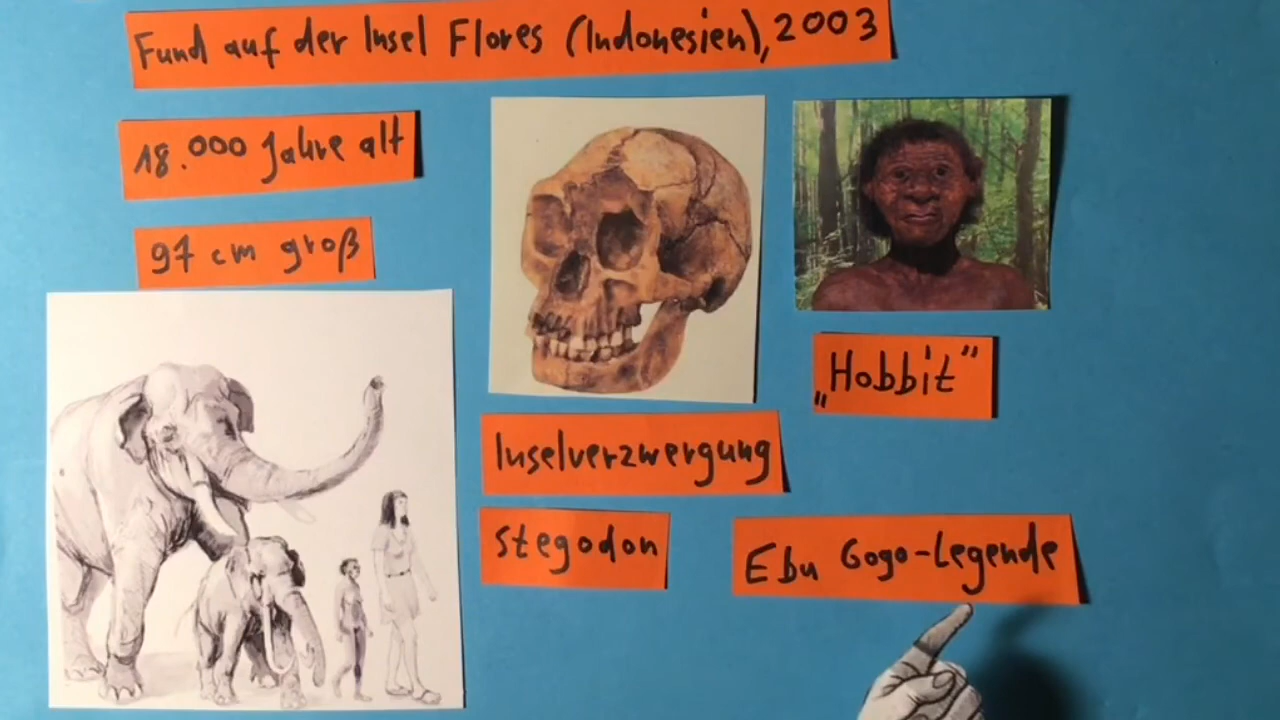 Fund auf der Insel Flores (Indonesien), 2003
18.000 Jahre alt
97 cm groß
„Hobbit“
Inselverzwergung
Stegodon
Ebu Gogo-Legende